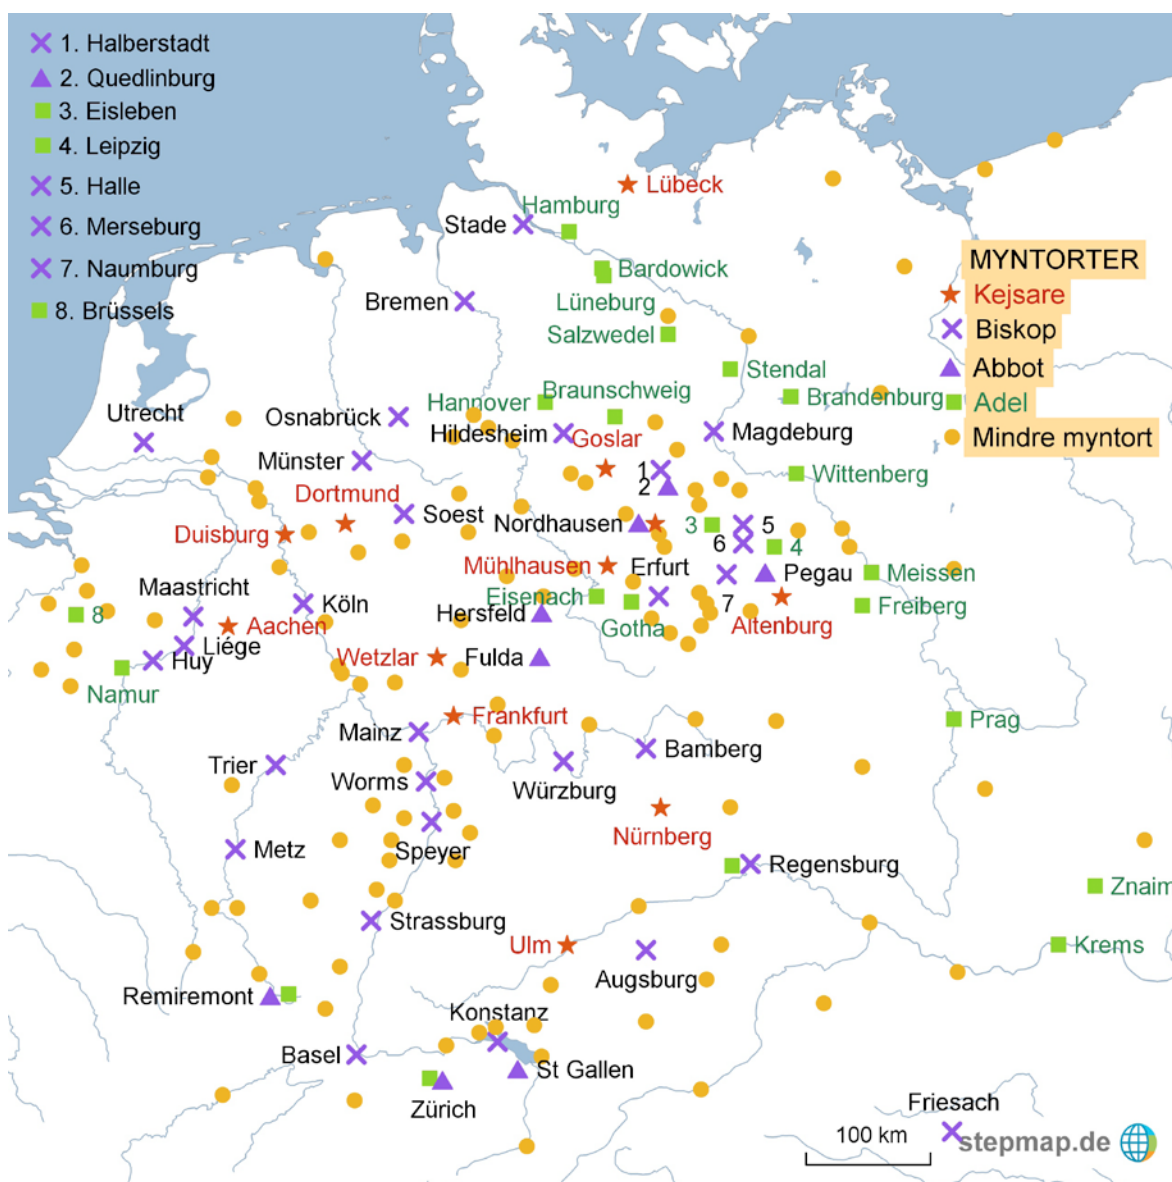 1. Halberstadt
2. Quedlinburg
3. Eisleben
4. Leipzig
5. Halle
6. Merseburg
7. Naumburg
8. Brüssels
MYNTORTER
Kejsare
Biskop
Abbot
Adel
Mindre myntort
Lübeck
Hamburg
Stade
Bardowick
Bremen
Lüneburg
Salzwedel
Stendal
Braunschweig
Hannover
Brandenburg
Utrecht
Osnabrück
Hildesheim
Goslar
Magdeburg
Münster
1
2
Wittenberg
Dortmund
Soest
Nordhausen
3
5
Duisburg
6
4
Mühlhausen
Erfurt
Pegau
Meissen
Maastricht
Eisenach
7
Freiberg
Köln
8
Hersfeld
Gotha
Altenburg
Aachen
Liége
Huy
Wetzlar
Fulda
Namur
Frankfurt
Prag
Mainz
Bamberg
Trier
Worms
Würzburg
Nürnberg
Metz
Speyer
Regensburg
Znaim
Strassburg
Ulm
Krems
Augsburg
Remiremont
Konstanz
Basel
St Gallen
Zürich
Friesach
100 km
stepmap.de